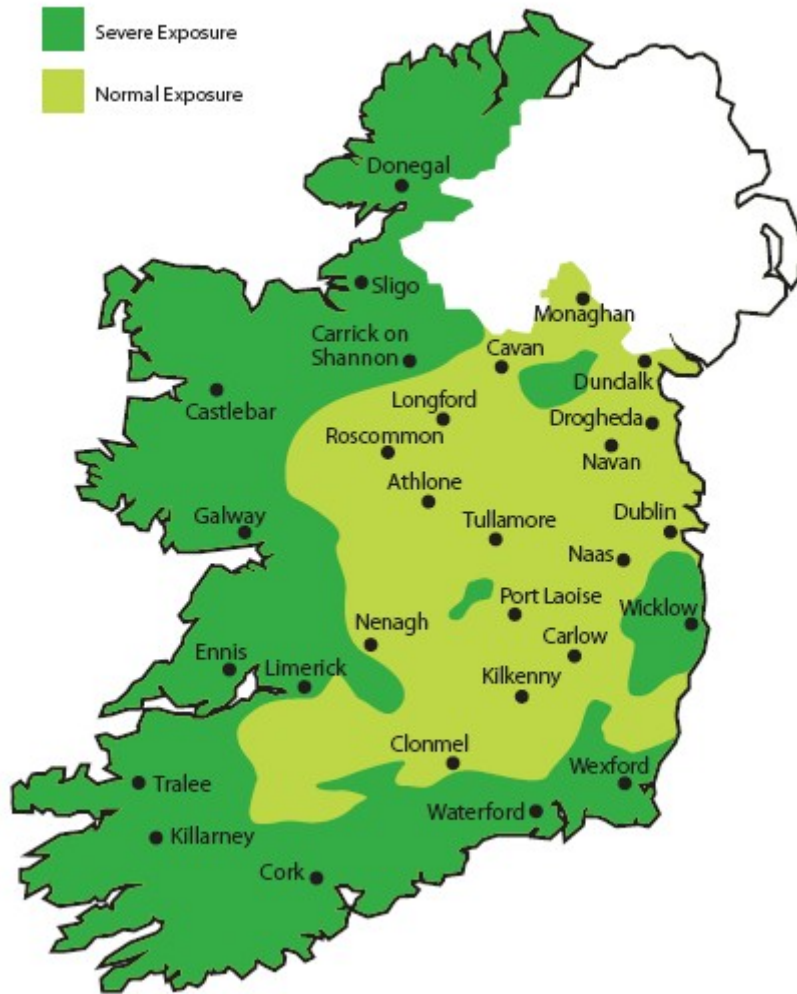 Severe Exposure
Normal Exposure
Donegal
Sligo
Monaghan
Carrick on
Shannon
Cavan
Dundalk
Castlebar
Longford
Drogheda
Roscommon
Navan
Athlone
Galway
Tullamore
Dublin
Naas
Port Laoise
Wicklow
Nenagh
Carlow
Ennis
Limerick
Kilkenny
Clonmel
Wexford
Tralee
Waterford
Killarney
Cork